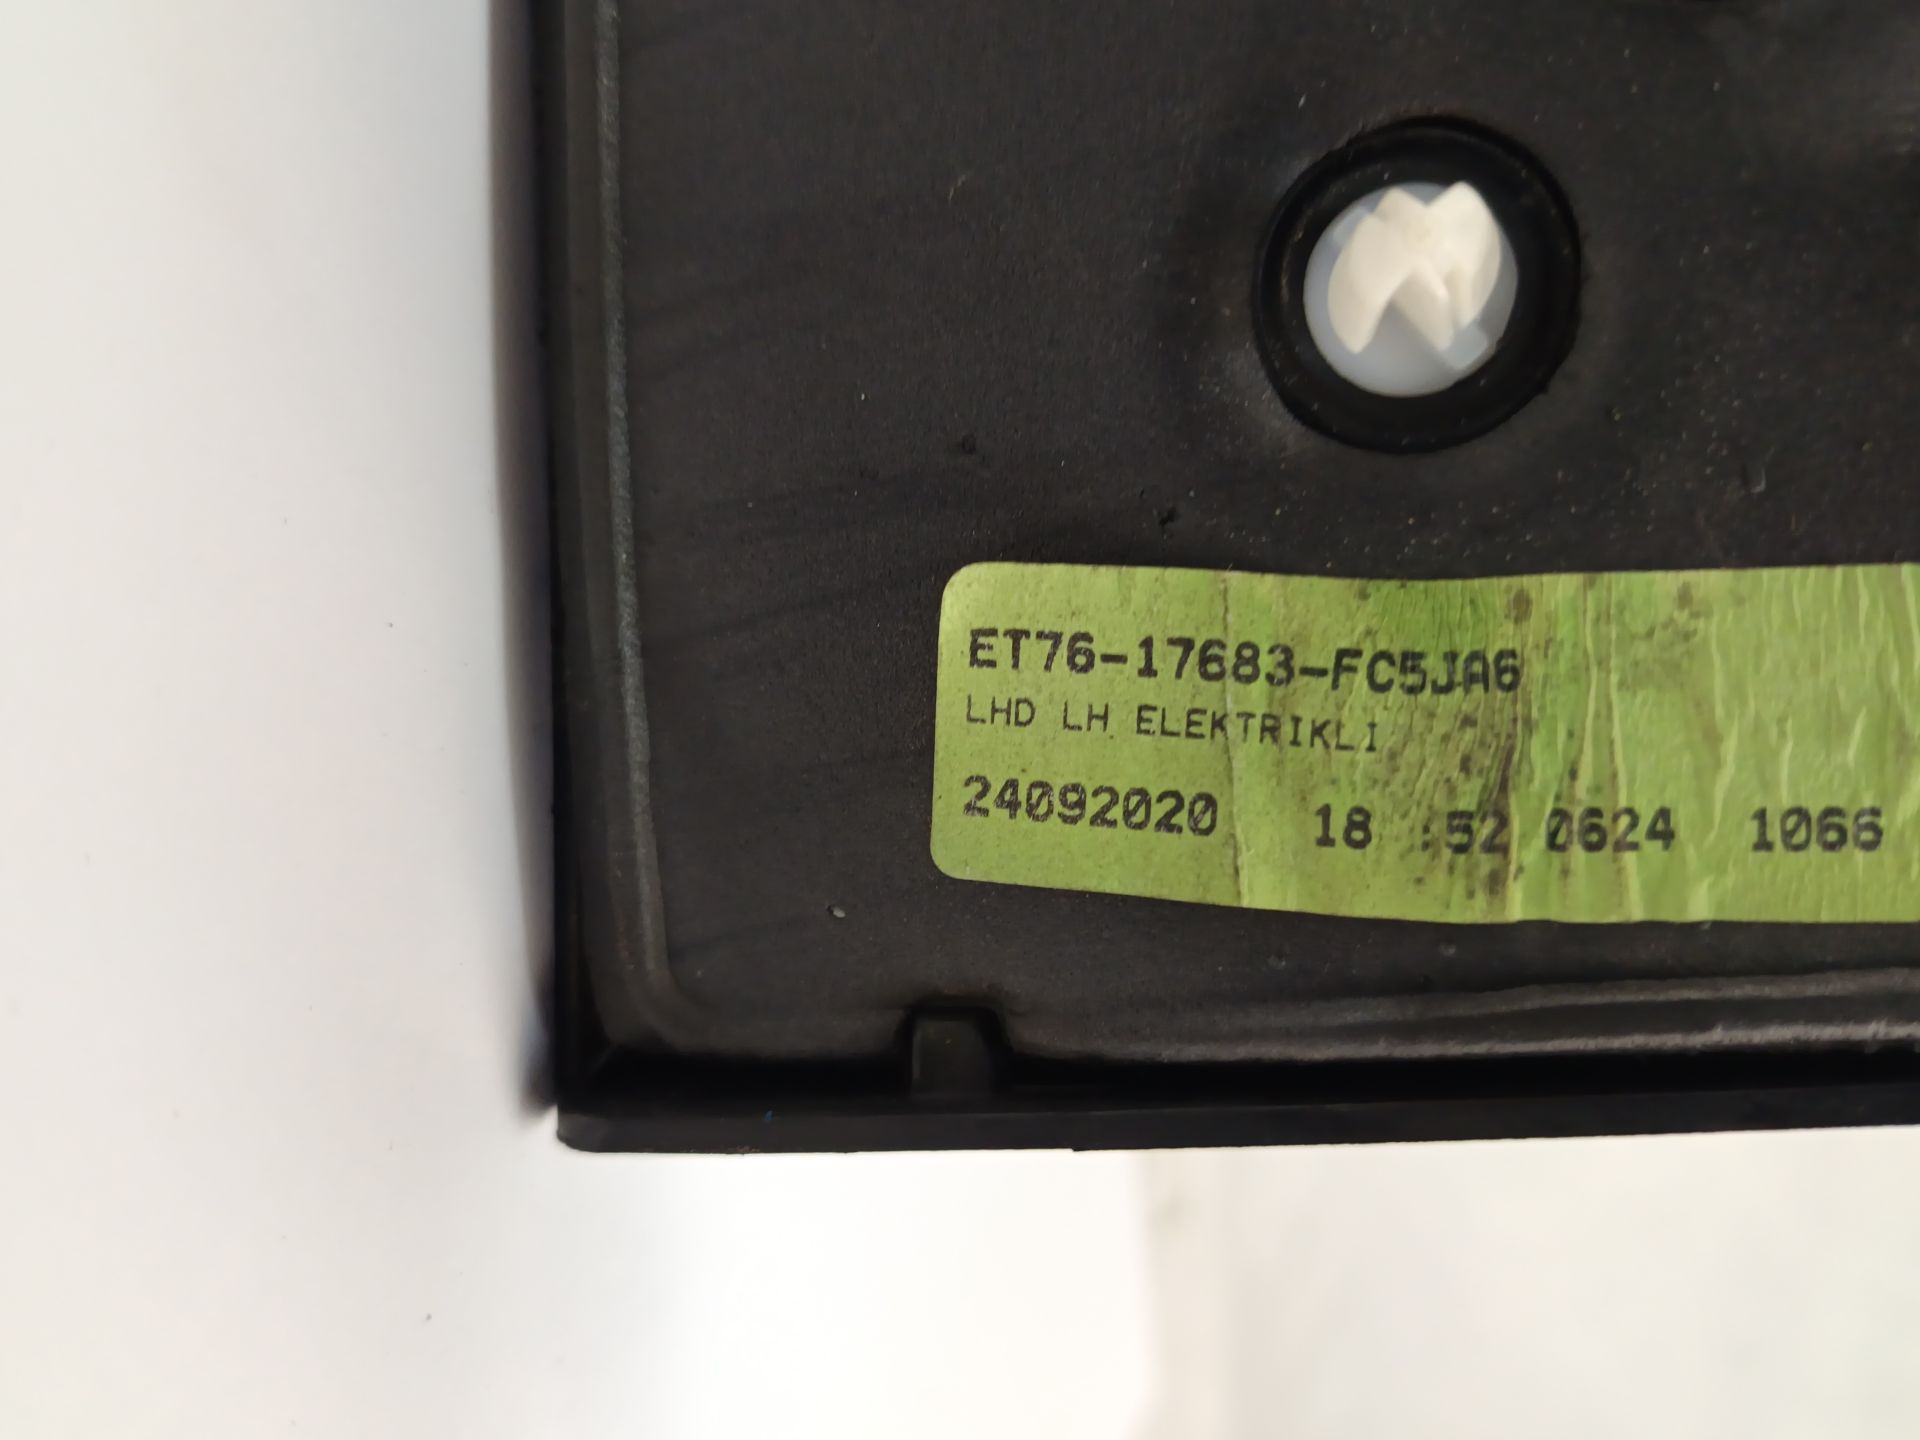 ET76-17683-FC5JA6
LHD LH ELEKTRIKLI
24092020 18 :52 0624 1066